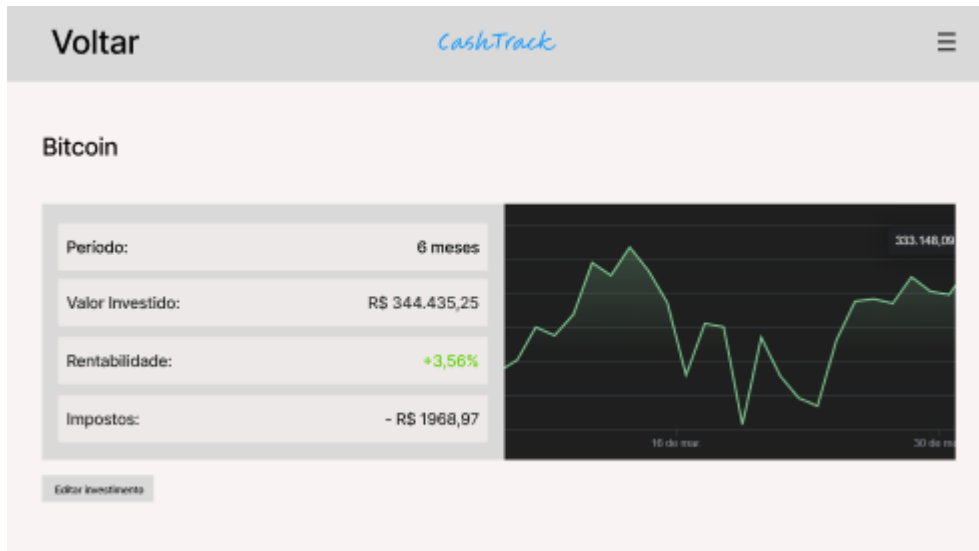 Voltar
CashTrack
Bitcoin
Período: 6 meses
Valor Investido: R$ 344.435,25
Rentabilidade: +3,56%
Impostos: - R$ 1968,97
333.148,09
16 de mar. 30 de m
Editar investimento